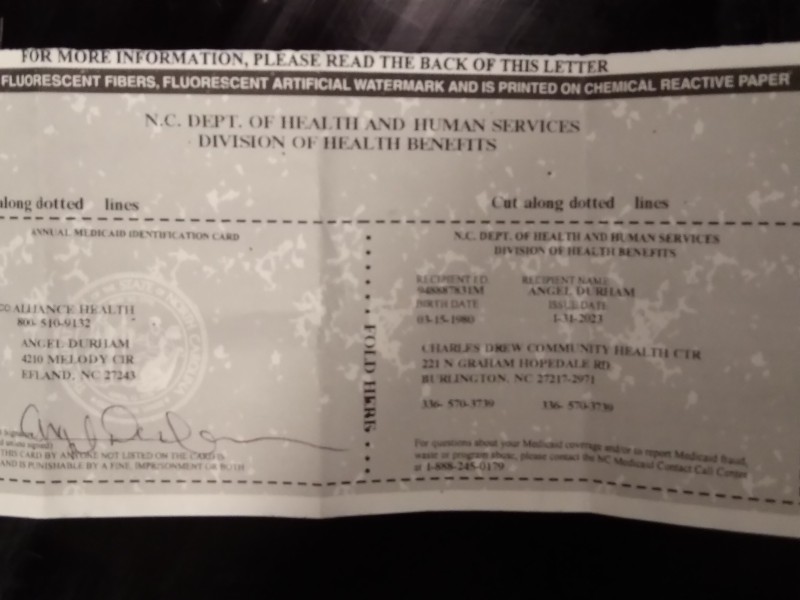 FOR MORE INFORMATION, PLEASE READ THE BACK OF THIS LETTER
FLUORESCENT FIBERS, FLUORESCENT ARTIFICIAL WATERMARK AND IS PRINTED ON CHEMICAL REACTIVE PAPER
N.C. DEPT. OF HEALTH AND HUMAN SERVICES
DIVISION OF HEALTH BENEFITS
along dotted lines
Cut along dotted lines
ANNUAL MEDICAID IDENTIFICATION CARD
ALLIANCE HEALTH
800-510-9132
ANGEL DURHAM
4210 MELODY CIR
EFLAND, NC 27243
THIS CARD BY ANYONE NOT LISTED ON THE CARD IS
AND IS PUNISHABLE BY A FINE, IMPRISONMENT OR BOTH
FOLD HERE
N.C. DEPT. OF HEALTH AND HUMAN SERVICES
DIVISION OF HEALTH BENEFITS
RECIPIENT I.D. RECIPIENT NAME
948887831M ANGEL DURHAM
BIRTH DATE ISSUE DATE
03-15-1980 1-31-2023
CHARLES DREW COMMUNITY HEALTH CTR
221 N GRAHAM HOPEDALE RD.
BURLINGTON, NC 27217-2971
336- 570-3739 336- 570-3739
For questions about your Medicaid coverage and/or to report Medicaid fraud,
waste or program abuse, please contact the NC Medicaid Contact Call Center
at 1-888-245-0179